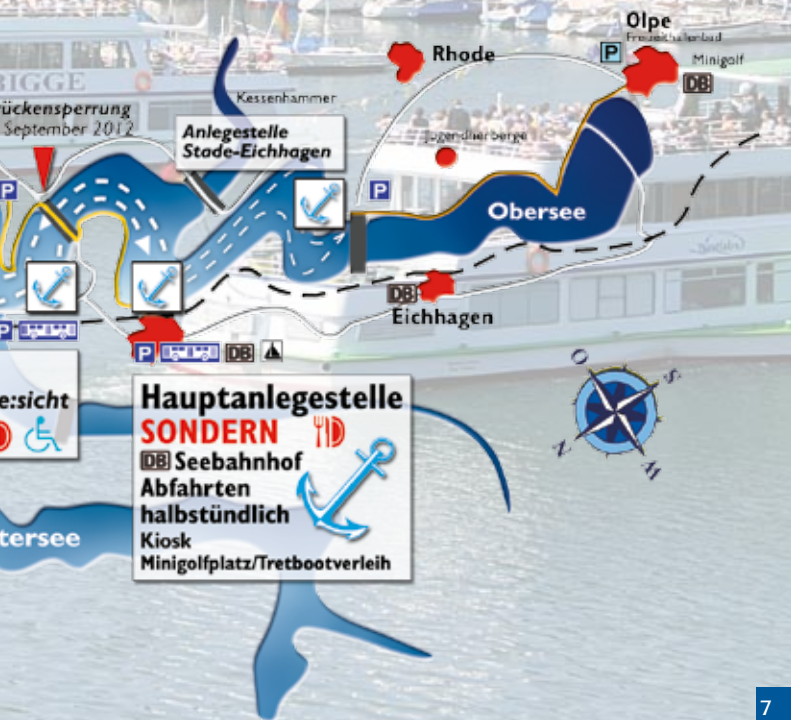 Olpe
Freizeithallenbad
P
Minigolf
DB
Rhode
BIGGE
Kessenhammer
ückensperrung
September 2012
Anlegestelle
Stade-Eichhagen
Jugendherberge
P
P
Obersee
DB
Eichhagen
P
P
DB
e:sicht
Hauptanlegestelle
SONDERN
DB Seebahnhof
Abfahrten
halbstündlich
Kiosk
Minigolfplatz/Tretbootverleih
tersee
O
S
N
W
7